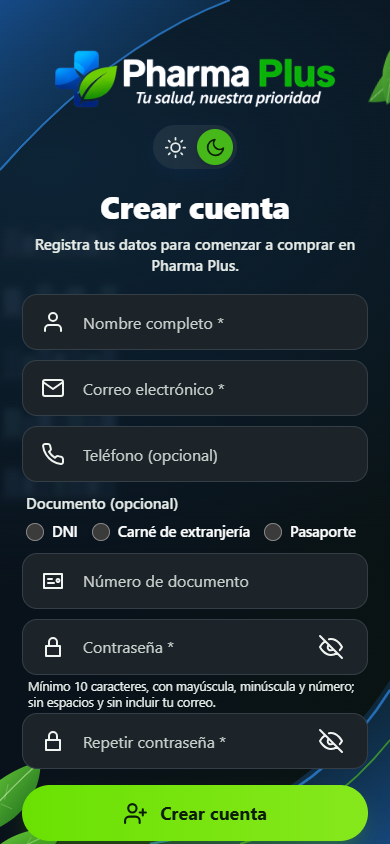 Pharma Plus
Tu salud, nuestra prioridad
Crear cuenta
Registra tus datos para comenzar a comprar en
Pharma Plus.
Nombre completo *
Correo electrónico *
Teléfono (opcional)
Documento (opcional)
DNI Carné de extranjería Pasaporte
Número de documento
Contraseña *
Mínimo 10 caracteres, con mayúscula, minúscula y número;
sin espacios y sin incluir tu correo.
Repetir contraseña *
Crear cuenta